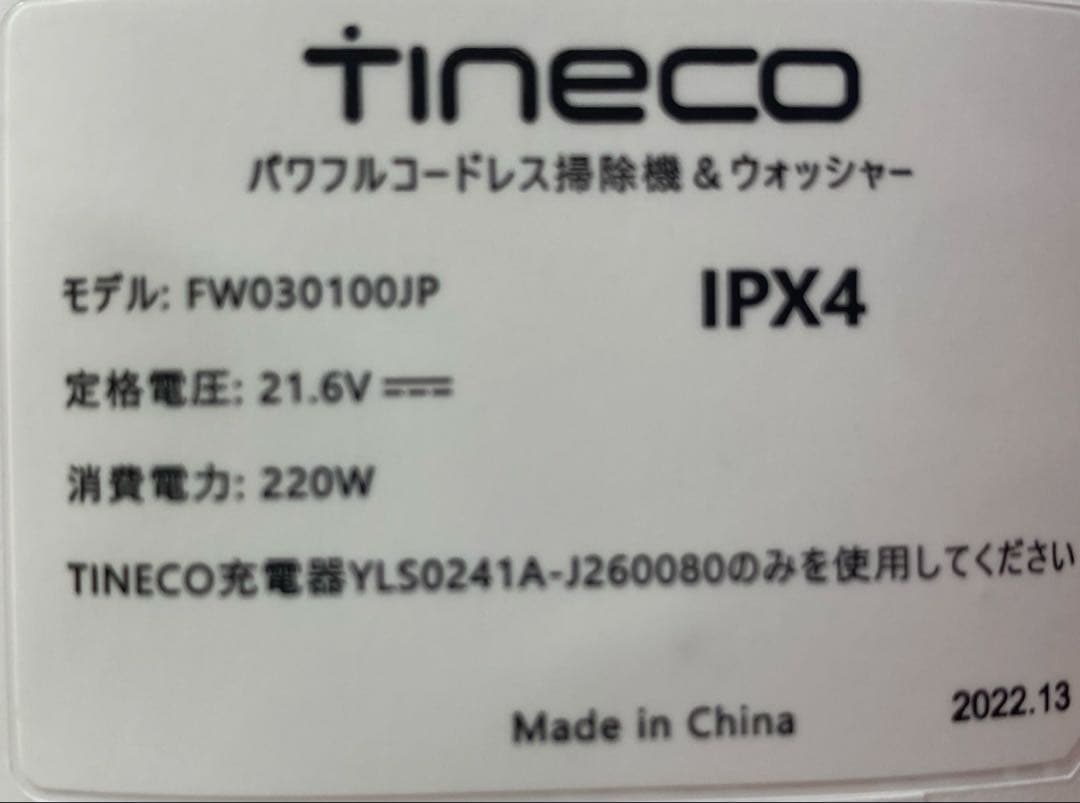 TINECO
パワフルコードレス掃除機＆ウォッシャー
モデル: FW030100JP
IPX4
定格電圧: 21.6V
消費電力: 220W
TINECO充電器YLS0241A-J260080のみを使用してください
Made in China
2022.13